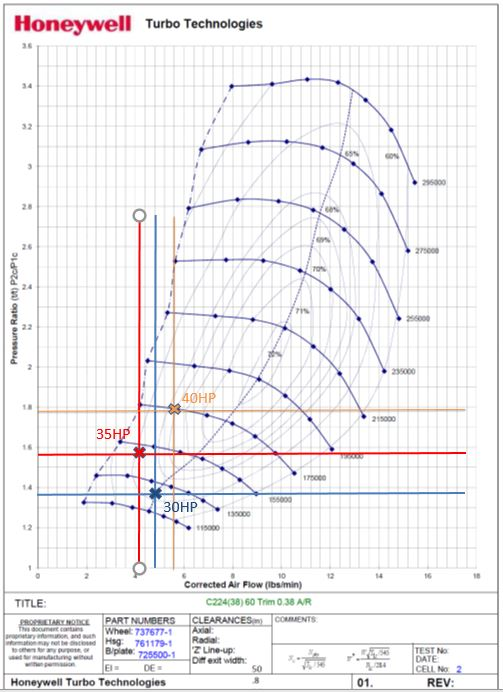 Honeywell Turbo Technologies
3.6
3.4
3.2
3
2.8
2.6
2.4
2.2
2
1.8
1.6
1.4
1.2
1
Pressure Ratio (t/t) P2c/P1c
65%
60%
68%
69%
70%
71%
72%
295000
275000
255000
235000
215000
195000
175000
155000
135000
115000
40HP
35HP
30HP
0 2 4 6 8 10 12 14 16 18
Corrected Air Flow (lbs/min)
TITLE: C224(38) 60 Trim 0.38 A/R
PROPRIETARY NOTICE
This document contains
proprietary information, and such
information may not be disclosed
to others for any purpose, or
used for manufacturing without
written permission.
PART NUMBERS
Wheel: 737677-1
Hsg: 761179-1
B/plate: 725500-1
EI = DE =
CLEARANCES(in)
Axial:
Radial:
'Z' Line-up:
Diff exit width:
50
.8
COMMENTS:
TEST No:
DATE:
CELL No: 2
Honeywell Turbo Technologies
01. REV: